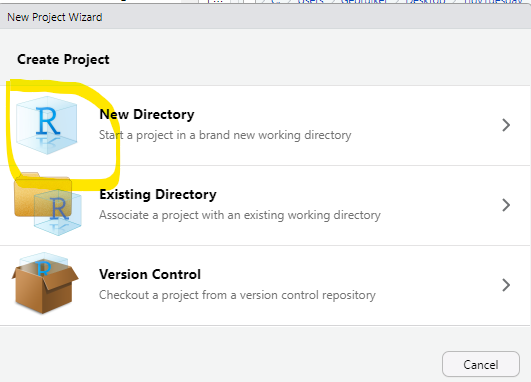 New Project Wizard
Create Project
R
New Directory
Start a project in a brand new working directory
R
Existing Directory
Associate a project with an existing working directory
R
Version Control
Checkout a project from a version control repository
Cancel